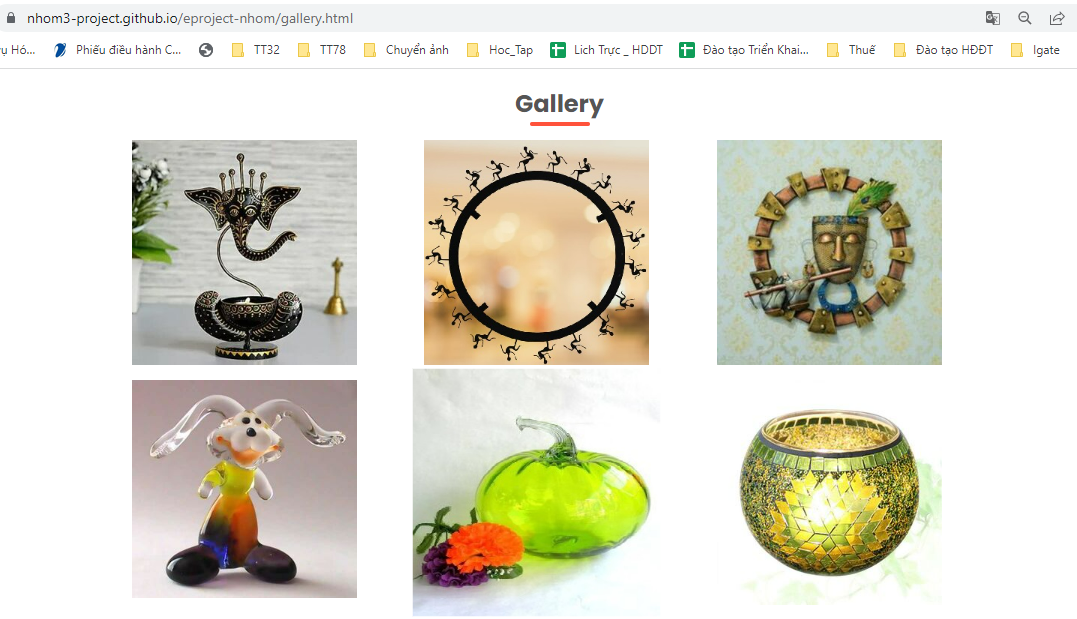 nhom3-project.github.io/eproject-nhom/gallery.html
ụ Hó... Phiếu điều hành C... TT32 TT78 Chuyển ảnh Hoc_Tap Lich Trực _ HDDT Đào tạo Triển Khai... Thuế Đào tạo HĐĐT Igate
Gallery